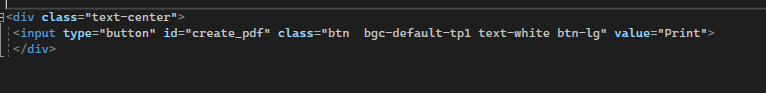 <div class="text-center">
<input type="button" id="create_pdf" class="btn  bgc-default-tp1 text-white btn-lg" value="Print">
</div>